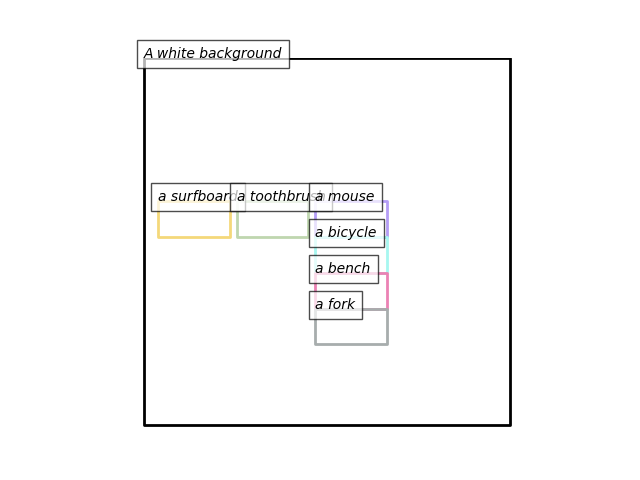 A white background
a surfboard
a toothbrush
a mouse
a bicycle
a bench
a fork